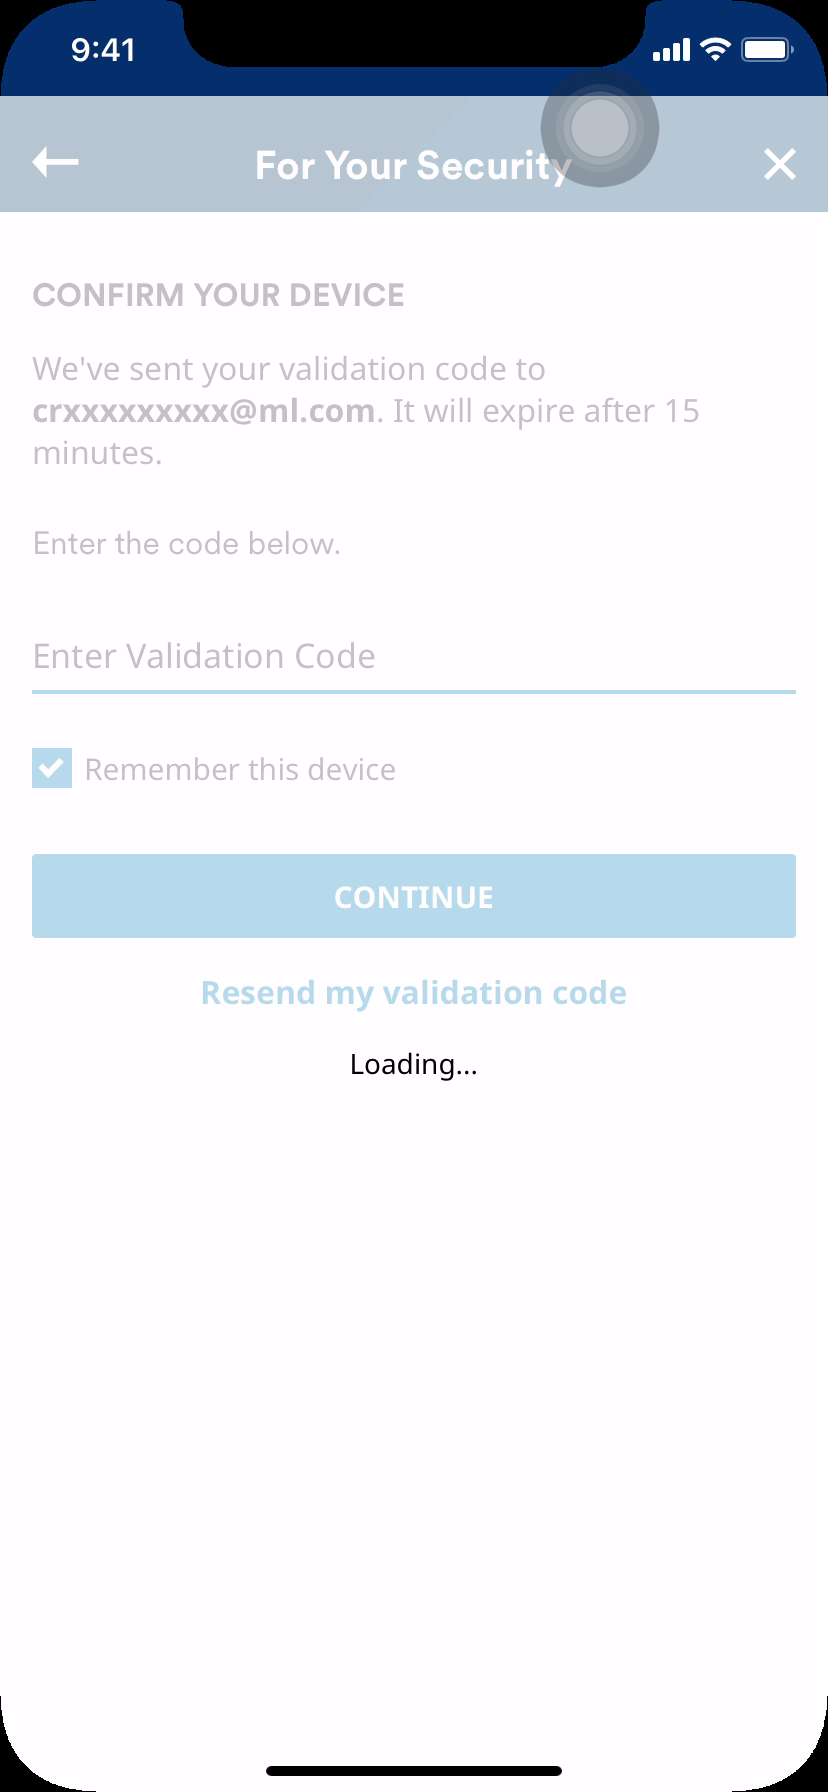 9:41
For Your Security
CONFIRM YOUR DEVICE
We've sent your validation code to
crxxxxxxxxx@ml.com. It will expire after 15
minutes.
Enter the code below.
Enter Validation Code
Remember this device
CONTINUE
Resend my validation code
Loading...